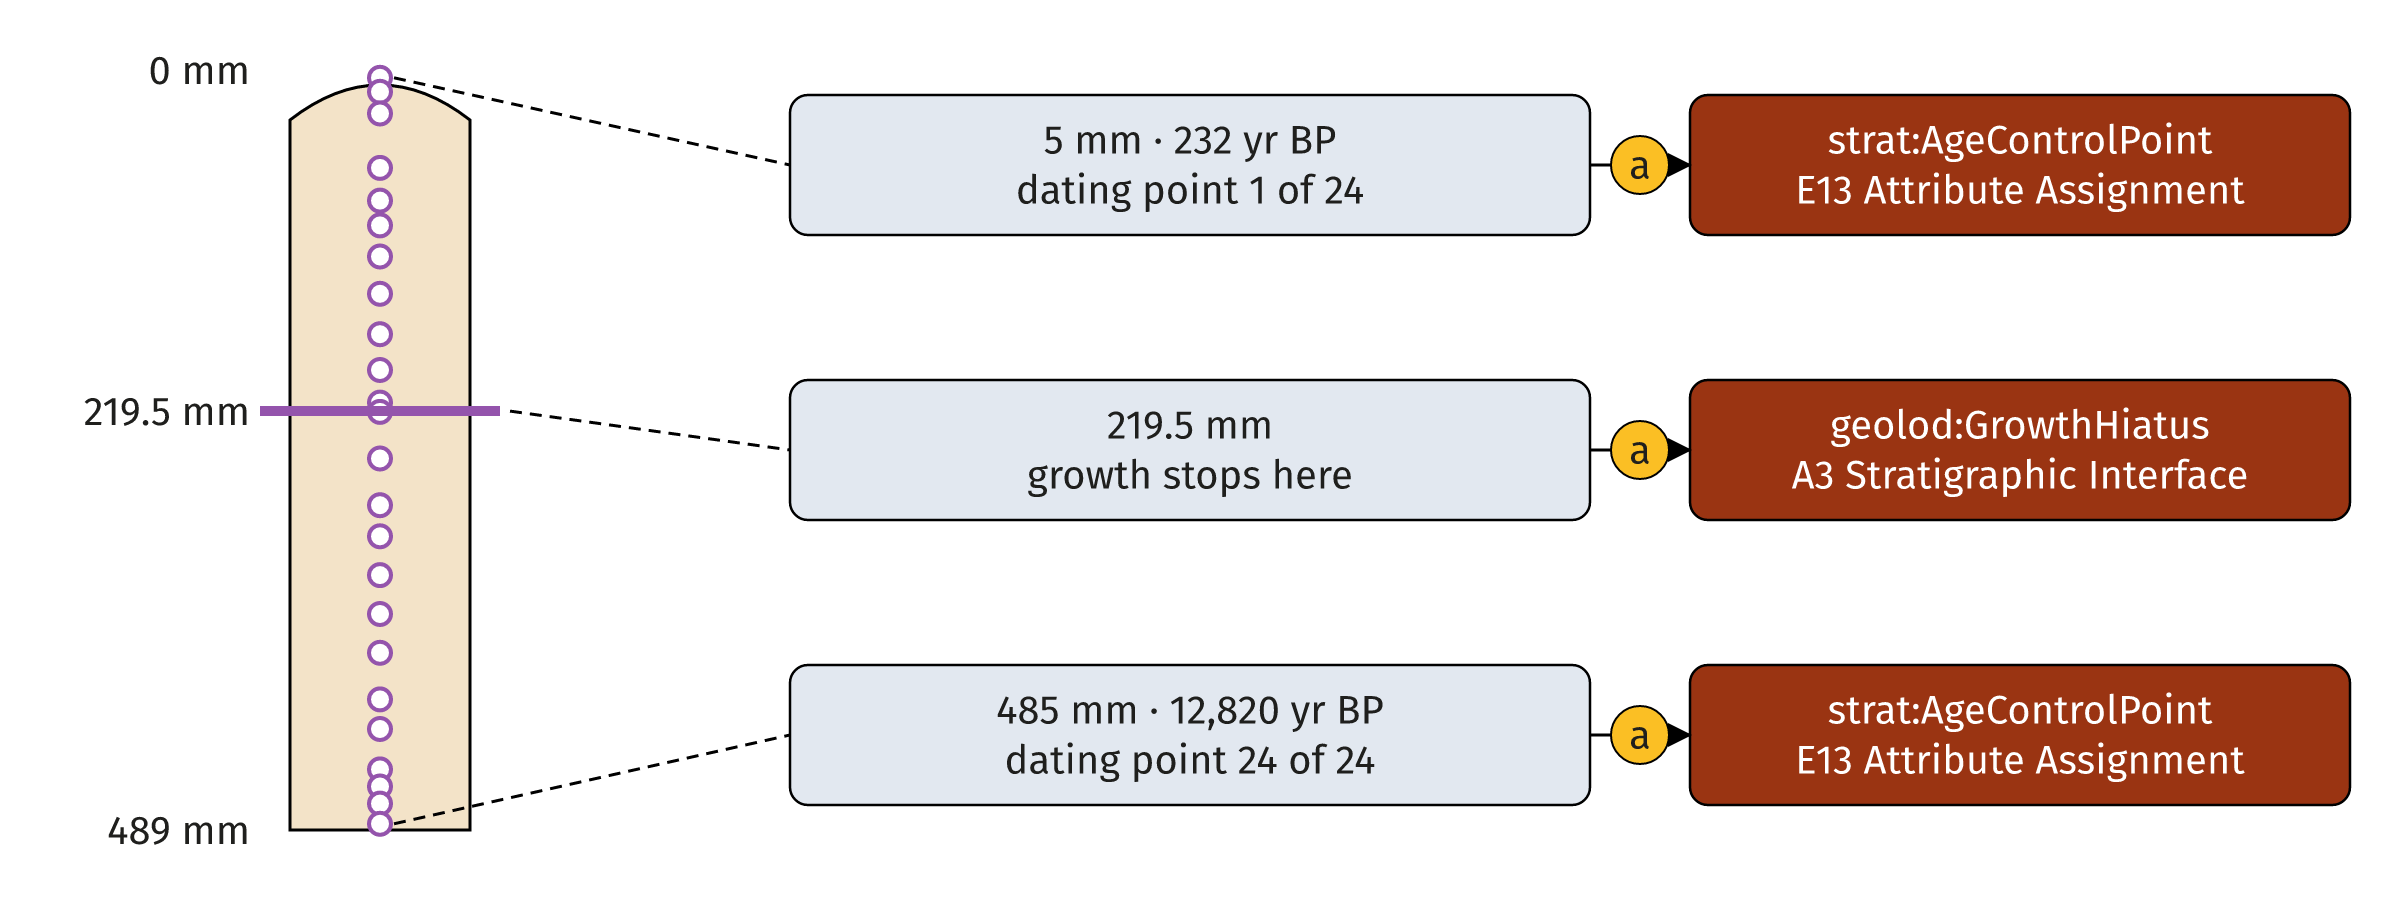 0 mm
5 mm · 232 yr BP
dating point 1 of 24
a
strat:AgeControlPoint
E13 Attribute Assignment
219.5 mm
219.5 mm
growth stops here
a
geolod:GrowthHiatus
A3 Stratigraphic Interface
485 mm · 12,820 yr BP
dating point 24 of 24
a
strat:AgeControlPoint
E13 Attribute Assignment
489 mm